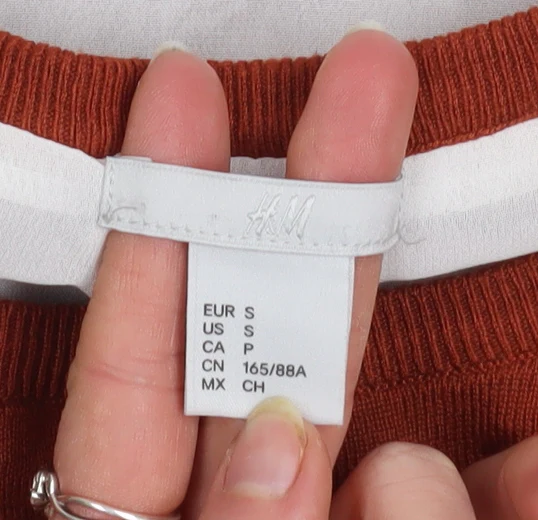 H&M
EUR S
US S
CA P
CN 165/88A
MX CH